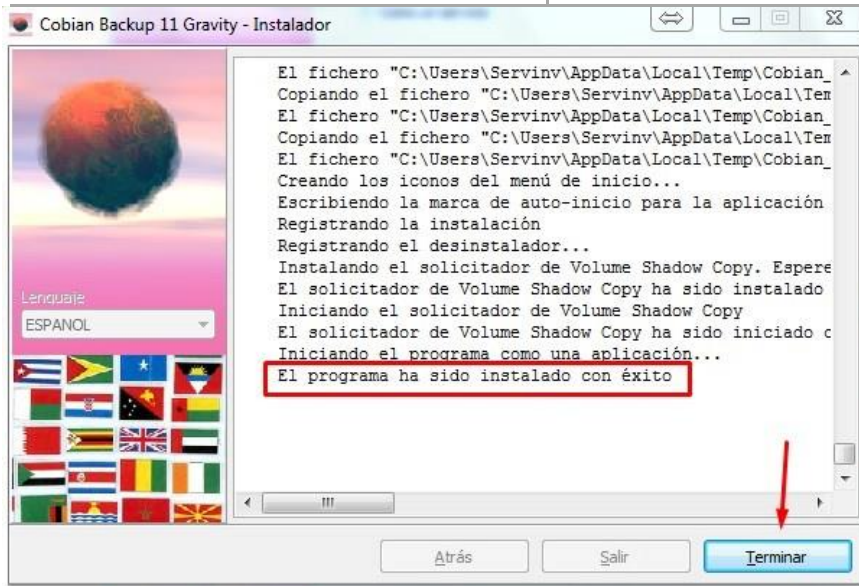 Cobian Backup 11 Gravity - Instalador
El fichero "C:\Users\Servinv\AppData\Local\Temp\Cobian_
Copiando el fichero "C:\Users\Servinv\AppData\Local\Tem
El fichero "C:\Users\Servinv\AppData\Local\Temp\Cobian_
Copiando el fichero "C:\Users\Servinv\AppData\Local\Tem
El fichero "C:\Users\Servinv\AppData\Local\Temp\Cobian_
Creando los iconos del menú de inicio...
Escribiendo la marca de auto-inicio para la aplicación
Registrando la instalación
Registrando el desinstalador...
Instalando el solicitador de Volume Shadow Copy. Espere
El solicitador de Volume Shadow Copy ha sido instalado
Iniciando el solicitador de Volume Shadow Copy
El solicitador de Volume Shadow Copy ha sido iniciado c
Iniciando el programa como una aplicación...
El programa ha sido instalado con éxito
Lenguaje
ESPANOL
Atrás
Salir
Terminar